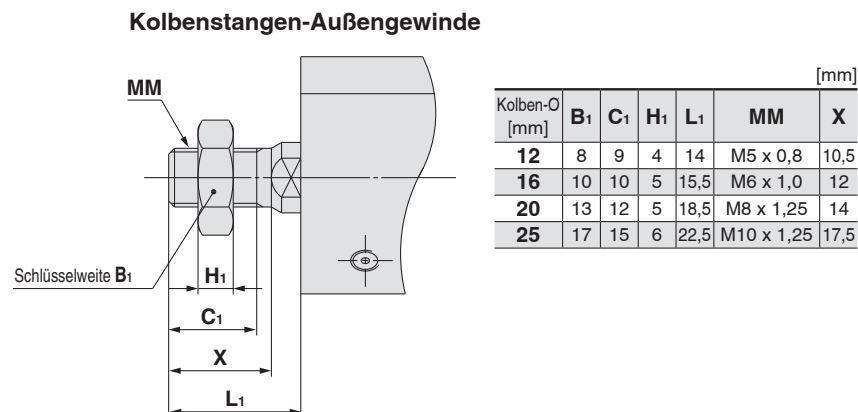 Kolbenstangen-Außengewinde
MM
Schlüsselweite B1
H1
C1
X
L1
[mm]
Kolben-Ø [mm] B1 C1 H1 L1 MM X
12 8 9 4 14 M5 x 0,8 10,5
16 10 10 5 15,5 M6 x 1,0 12
20 13 12 5 18,5 M8 x 1,25 14
25 17 15 6 22,5 M10 x 1,25 17,5